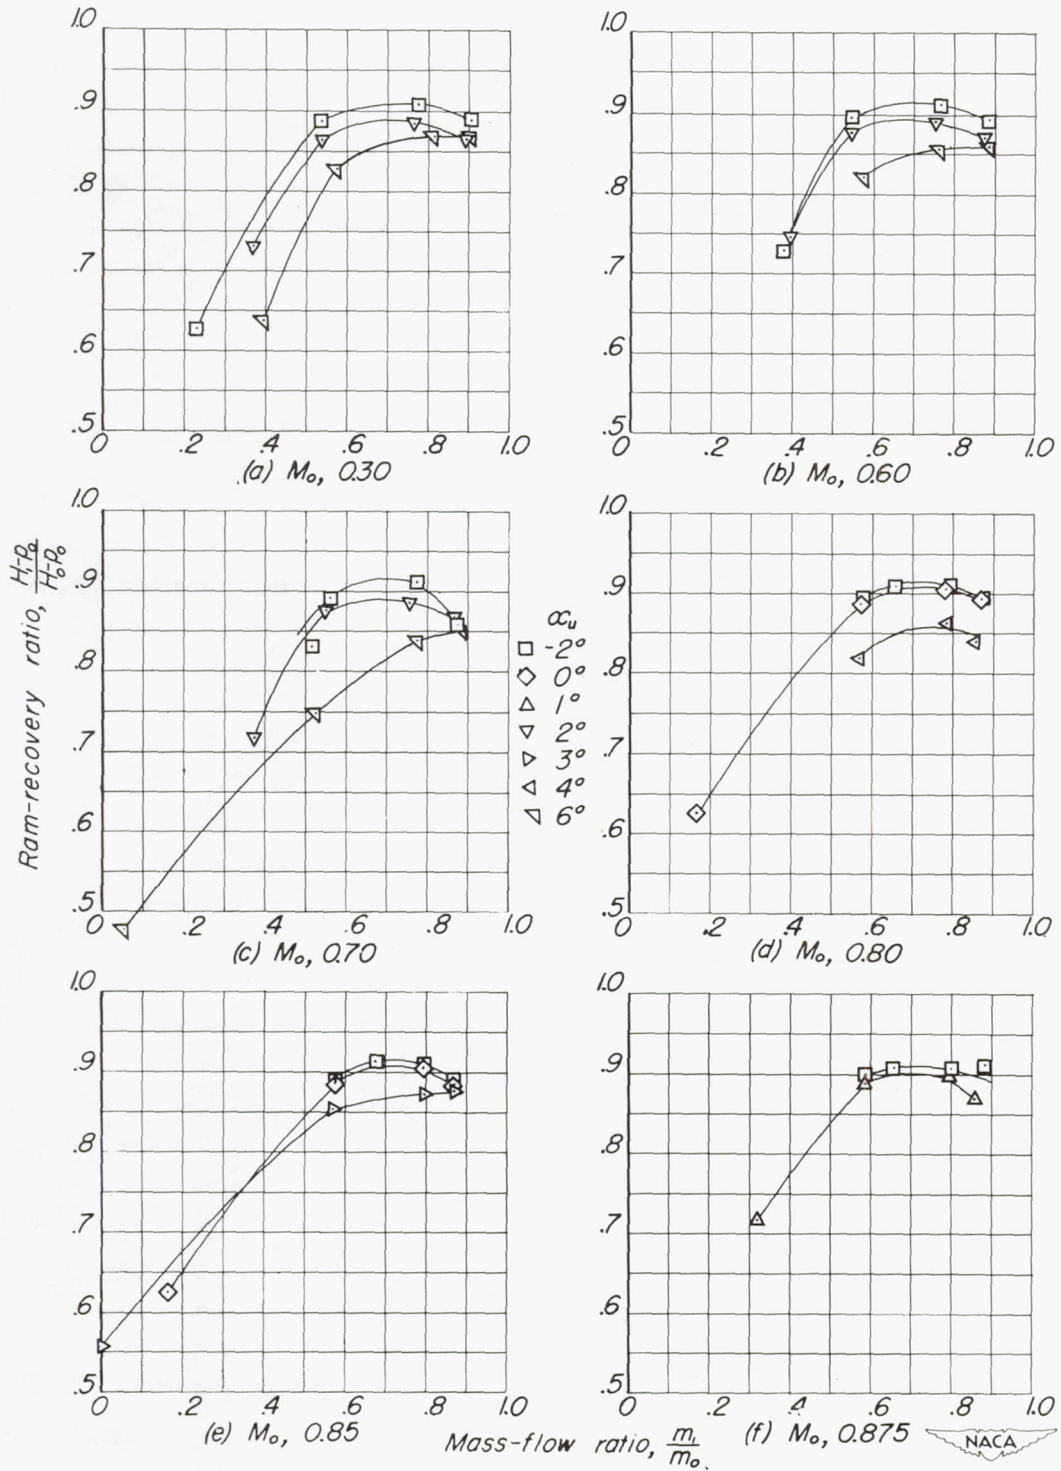 1.0
.9
.8
.7
.6
.5
0 .2 .4 .6 .8 1.0
(a) Mo, 0.30
1.0
.9
.8
.7
.6
.5
0 .2 .4 .6 .8 1.0
(b) Mo, 0.60
Ram-recovery ratio, H₁-p₀/H₀-p₀
1.0
.9
.8
.7
.6
.5
0 .2 .4 .6 .8 1.0
(c) Mo, 0.70
αu
-2°
0°
1°
2°
3°
4°
6°
1.0
.9
.8
.7
.6
.5
0 .2 .4 .6 .8 1.0
(d) Mo, 0.80
1.0
.9
.8
.7
.6
.5
0 .2 .4 .6 .8 1.0
(e) Mo, 0.85
1.0
.9
.8
.7
.6
.5
0 .2 .4 .6 .8 1.0
(f) Mo, 0.875
Mass-flow ratio, m₁/m₀
NACA